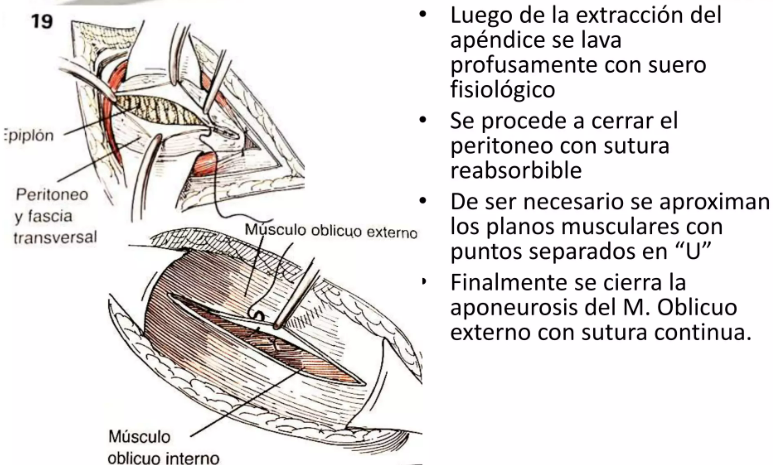 19
Epiplón
Peritoneo
y fascia
transversal
Músculo oblicuo externo
Músculo
oblicuo interno
• Luego de la extracción del
apéndice se lava
profusamente con suero
fisiológico
• Se procede a cerrar el
peritoneo con sutura
reabsorbible
• De ser necesario se aproximan
los planos musculares con
puntos separados en “U”
• Finalmente se cierra la
aponeurosis del M. Oblicuo
externo con sutura continua.